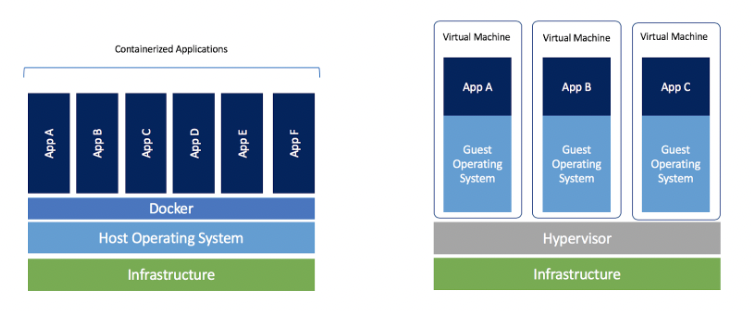 Containerized Applications
App A
App B
App C
App D
App E
App F
Docker
Host Operating System
Infrastructure
Virtual Machine
App A
Guest
Operating
System
Virtual Machine
App B
Guest
Operating
System
Virtual Machine
App C
Guest
Operating
System
Hypervisor
Infrastructure